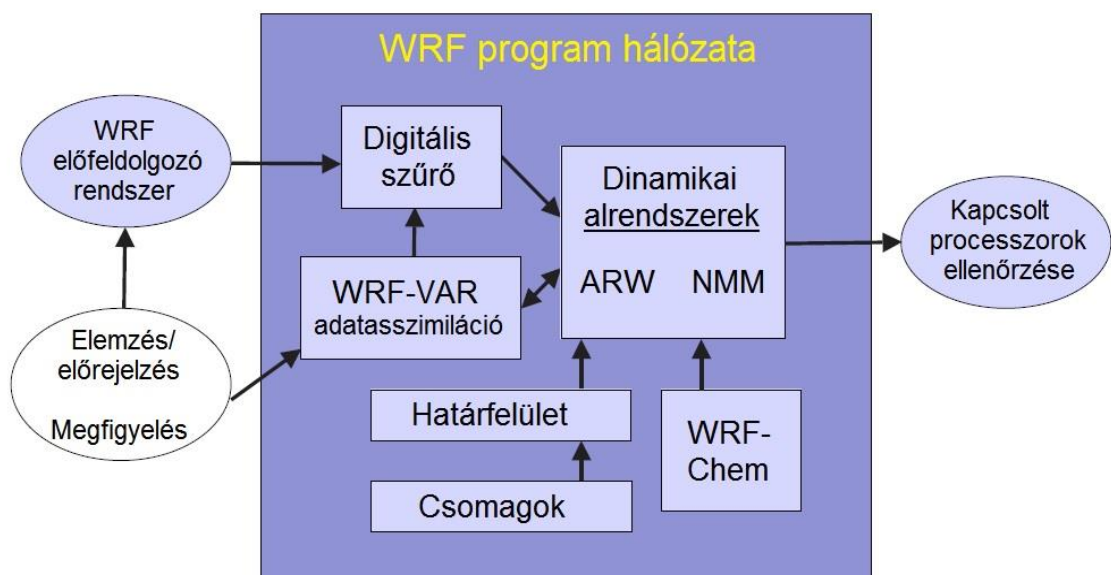 WRF program hálózata
WRF
előfeldolgozó
rendszer
Digitális
szűrő
Dinamikai
alrendszerek
ARW NMM
Kapcsolt
processzorok
ellenőrzése
WRF-VAR
adatasszimiláció
Elemzés/
előrejelzés
Megfigyelés
Határfelület
WRF-
Chem
Csomagok